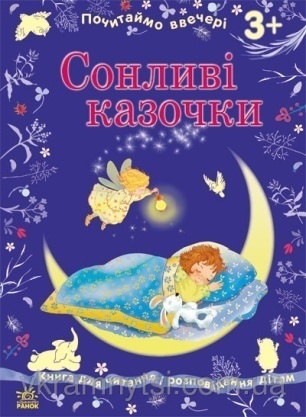 Почитаймо ввечері
3+
Сонливі
казочки
Книга для читання і розповідання дітям
РАНОК